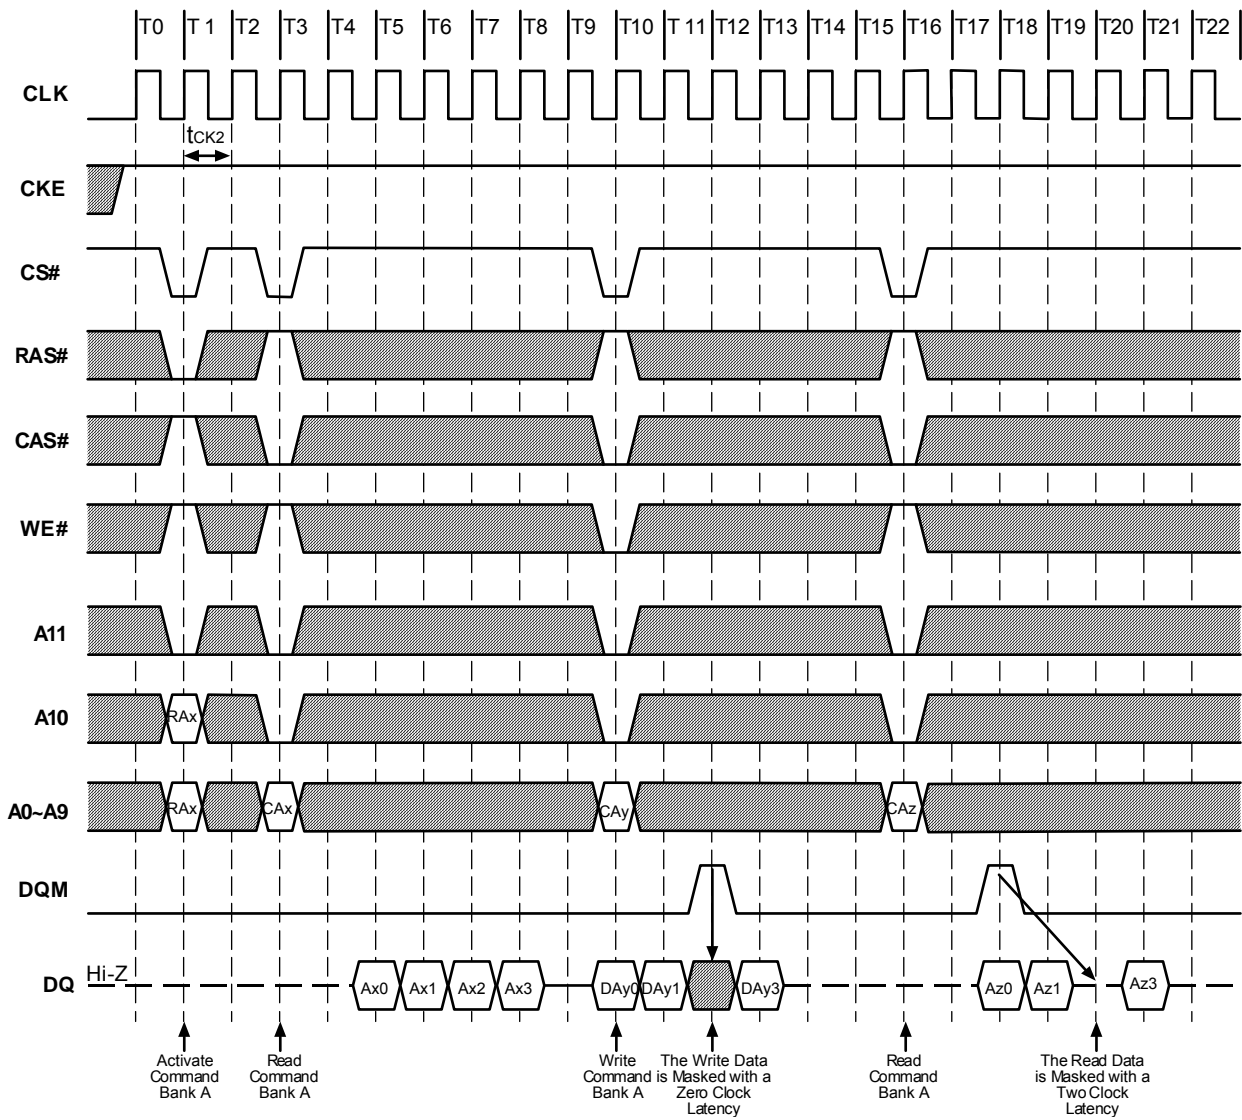 T0 T 1 T2 T3 T4 T5 T6 T7 T8 T9 T10 T 11 T12 T13 T14 T15 T16 T17 T18 T19 T20 T21 T22
CLK
tCK2
CKE
CS#
RAS#
CAS#
WE#
A11
A10 RAx
A0~A9 RAx CAx CAy CAz
DQM
DQ Hi-Z Ax0 Ax1 Ax2 Ax3 DAy0 DAy1 DAy3 Az0 Az1 Az3
Activate
Command
Bank A
Read
Command
Bank A
Write
Command
Bank A
The Write Data
is Masked with a
Zero Clock
Latency
Read
Command
Bank A
The Read Data
is Masked with a
Two Clock
Latency